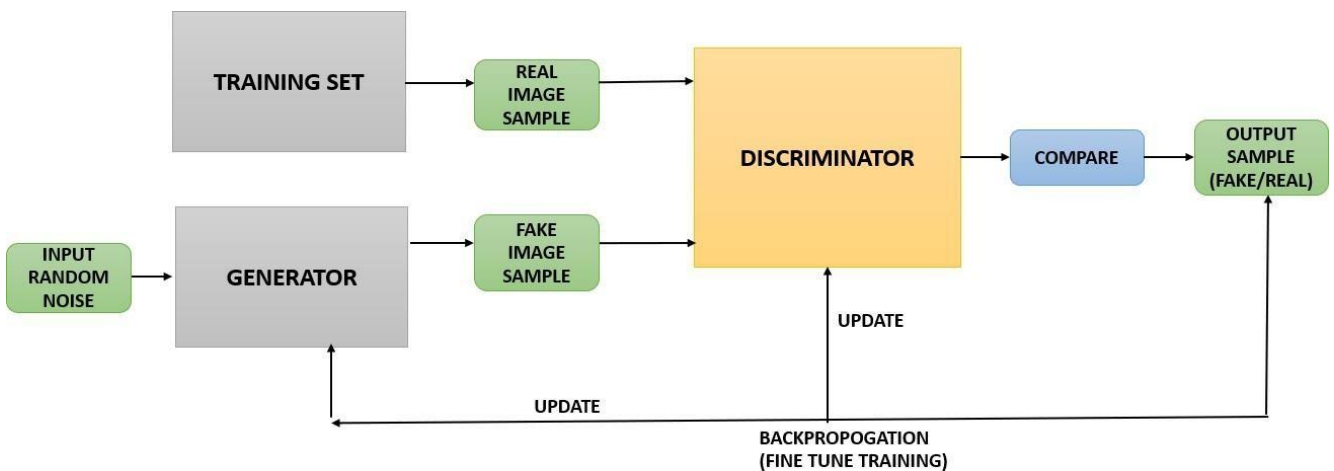 TRAINING SET
REAL
IMAGE
SAMPLE
DISCRIMINATOR
COMPARE
OUTPUT
SAMPLE
(FAKE/REAL)
INPUT
RANDOM
NOISE
GENERATOR
FAKE
IMAGE
SAMPLE
UPDATE
UPDATE
BACKPROPOGATION
(FINE TUNE TRAINING)